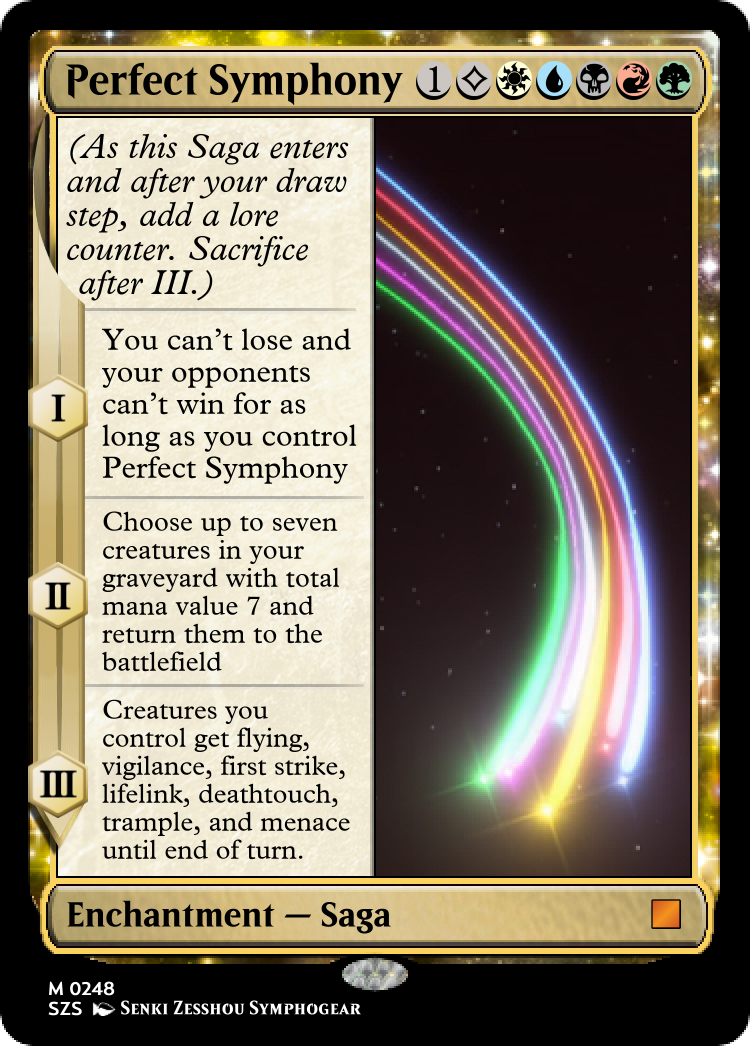 Perfect Symphony 1
(As this Saga enters
and after your draw
step, add a lore
counter. Sacrifice
after III.)
I
You can’t lose and
your opponents
can’t win for as
long as you control
Perfect Symphony
II
Choose up to seven
creatures in your
graveyard with total
mana value 7 and
return them to the
battlefield
III
Creatures you
control get flying,
vigilance, first strike,
lifelink, deathtouch,
trample, and menace
until end of turn.
Enchantment — Saga
M 0248
SZS Senki Zesshou Symphogear